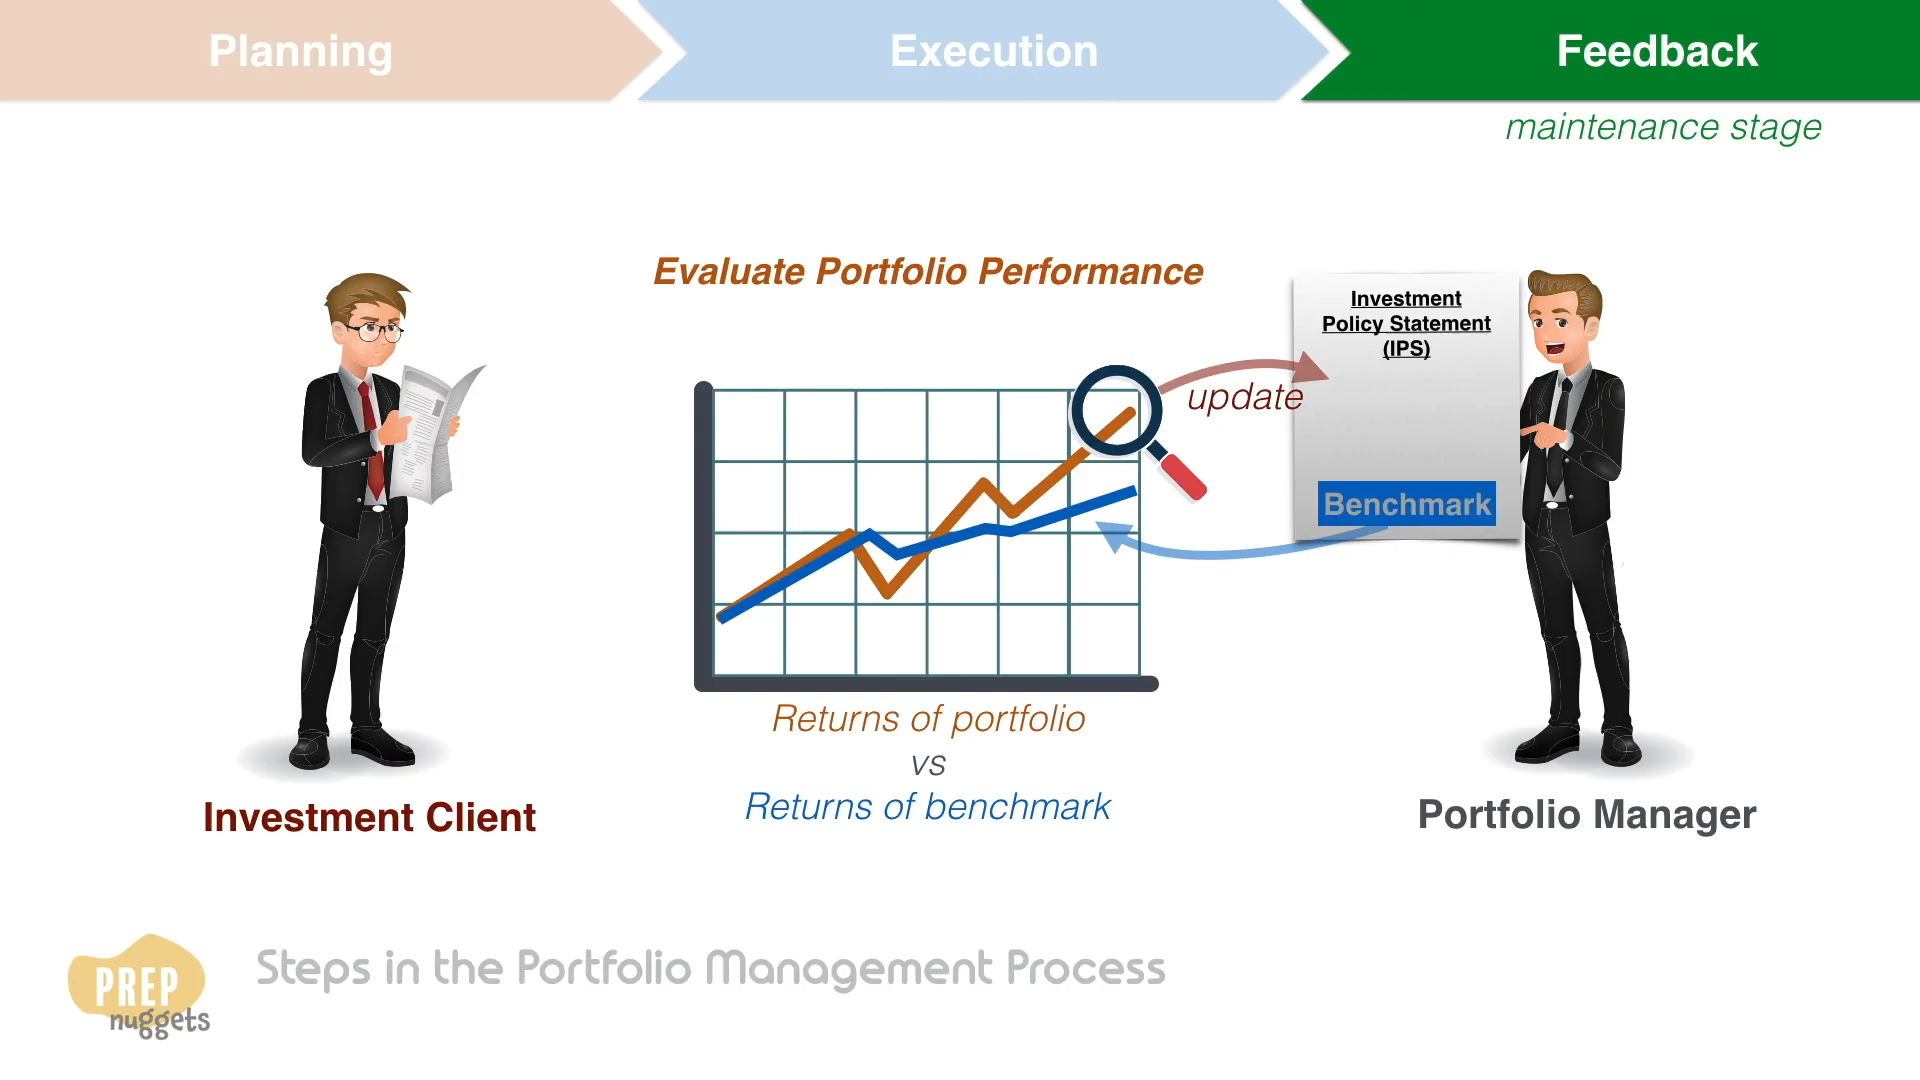 Planning
Execution
Feedback
maintenance stage
Evaluate Portfolio Performance
Investment
Policy Statement
(IPS)
update
Benchmark
Returns of portfolio
vs
Returns of benchmark
Investment Client
Portfolio Manager
PREP
nuggets
Steps in the Portfolio Management Process